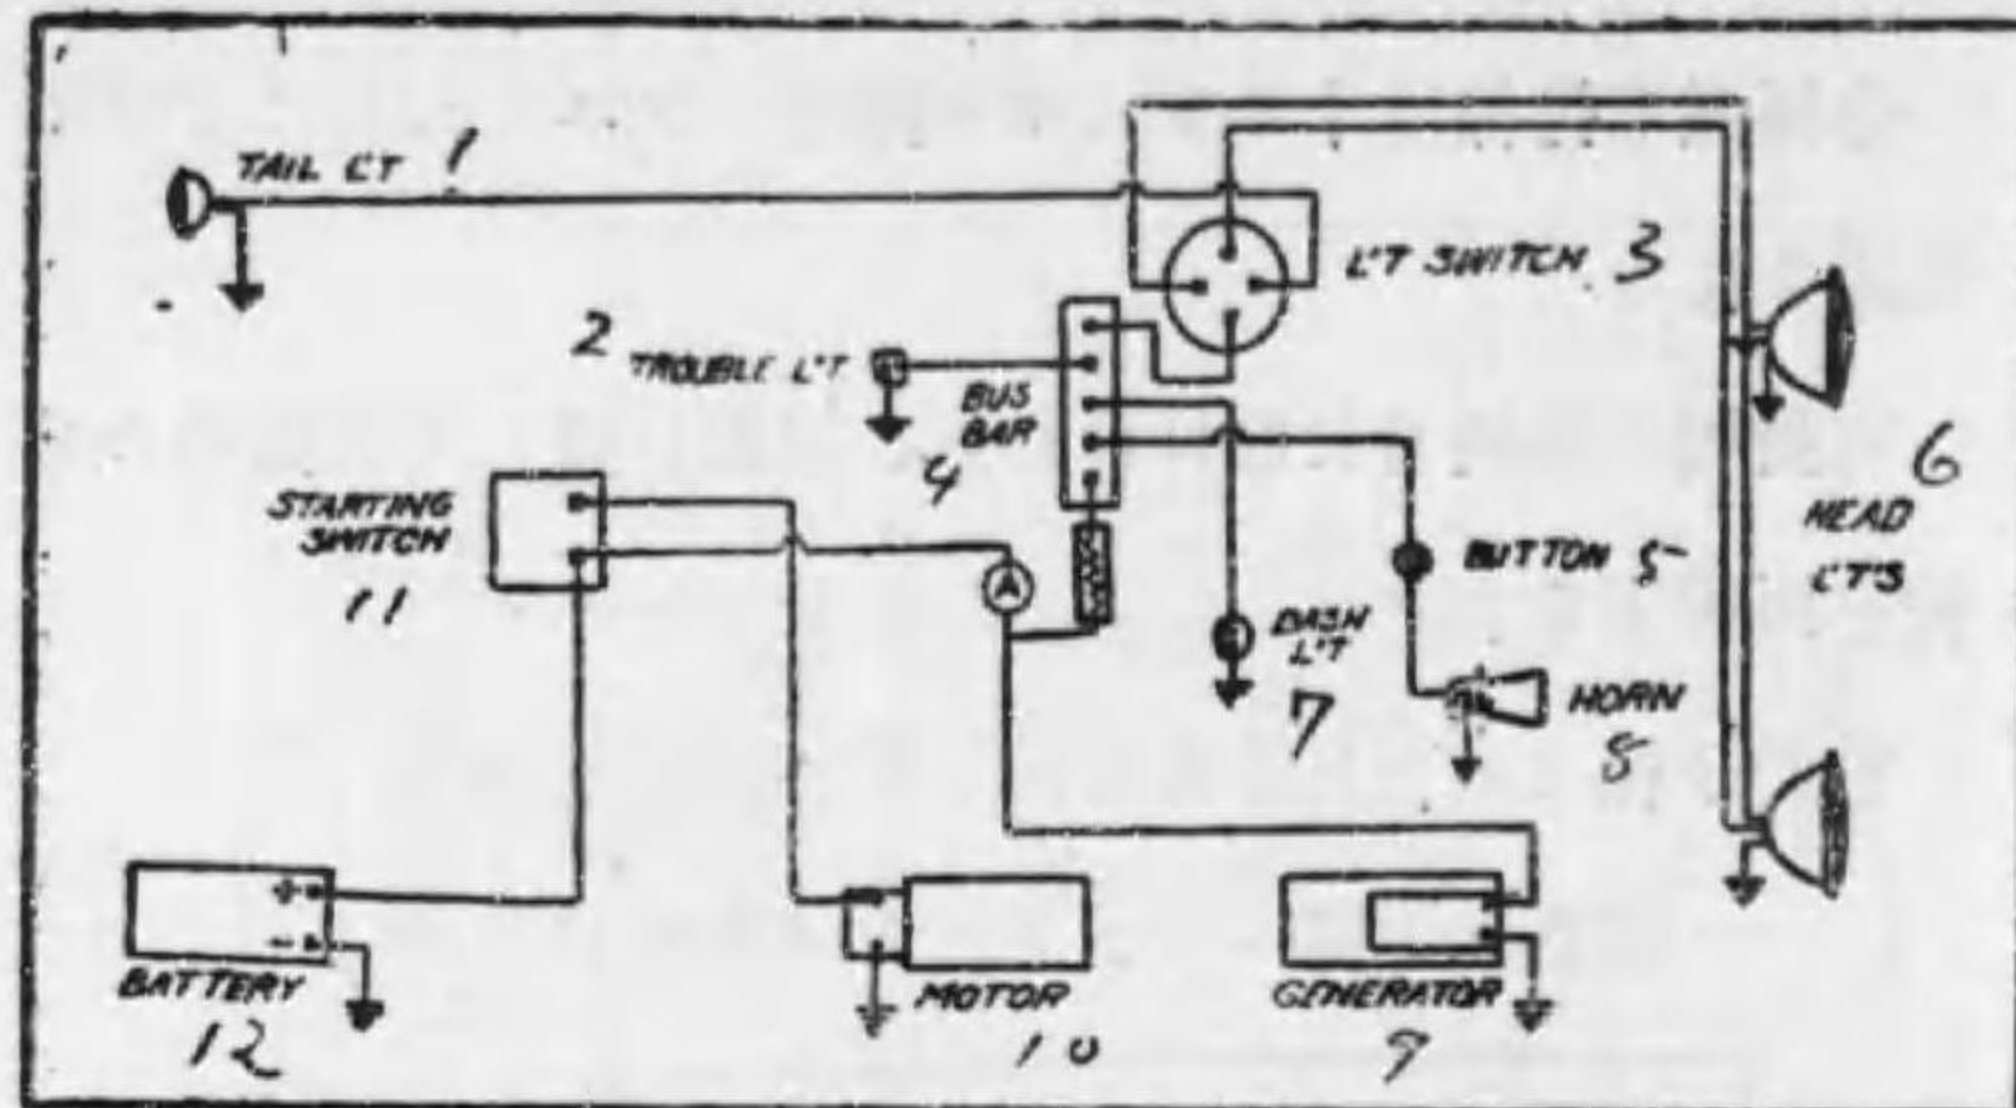 TAIL L'T 1
L'T SWITCH 3
2 TROUBLE L'T
BUS
BAR
4
6
HEAD
L'TS
STARTING
SWITCH
11
A
BUTTON 5
DASH
L'T
7
HORN
8
+
-
BATTERY
12
MOTOR
10
GENERATOR
9